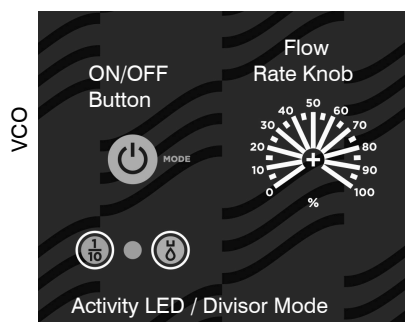 VCO
ON/OFF
Button
MODE
Flow
Rate Knob
0
10
20
30
40
50
60
70
80
90
100
%
1
10
Activity LED / Divisor Mode